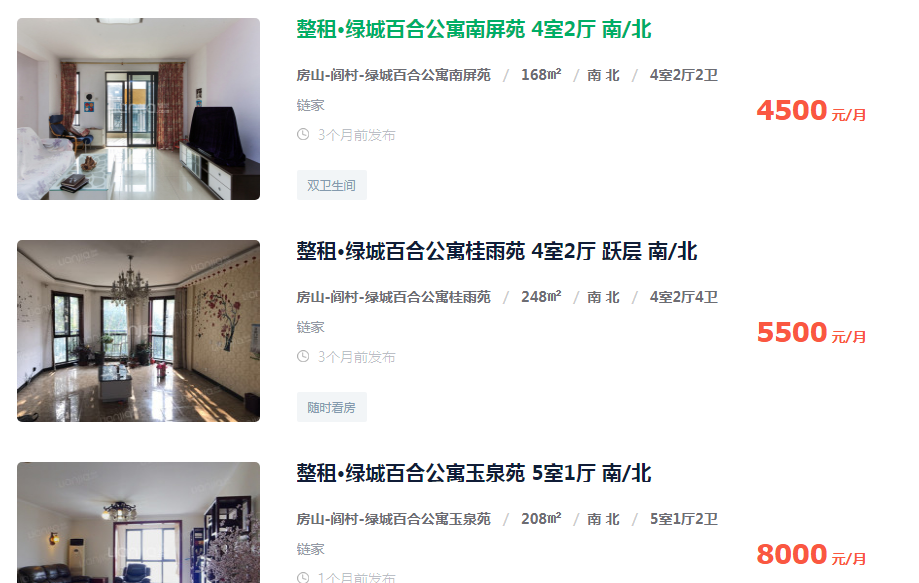 整租·绿城百合公寓南屏苑 4室2厅 南/北
房山-阎村-绿城百合公寓南屏苑 / 168㎡ / 南 北 / 4室2厅2卫
链家
4500 元/月
3个月前发布
双卫生间
整租·绿城百合公寓桂雨苑 4室2厅 跃层 南/北
房山-阎村-绿城百合公寓桂雨苑 / 248㎡ / 南 北 / 4室2厅4卫
链家
5500 元/月
3个月前发布
随时看房
整租·绿城百合公寓玉泉苑 5室1厅 南/北
房山-阎村-绿城百合公寓玉泉苑 / 208㎡ / 南 北 / 5室1厅2卫
链家
8000 元/月
1个月前发布